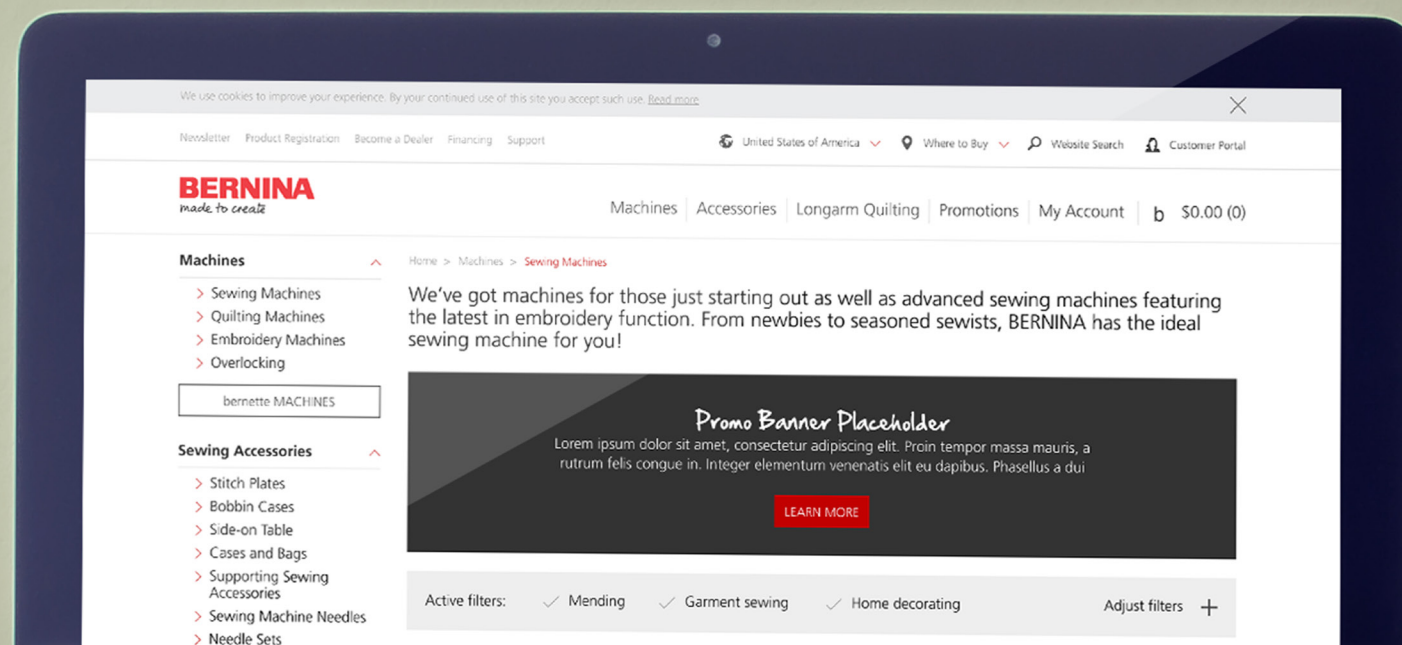 We use cookies to improve your experience. By your continued use of this site you accept such use. Read more
Newsletter Product Registration Become a Dealer Financing Support
United States of America Where to Buy Website Search Customer Portal
BERNINA
made to create
Machines Accessories Longarm Quilting Promotions My Account b $0.00 (0)
Machines
Sewing Machines
Quilting Machines
Embroidery Machines
Overlocking
bernette MACHINES
Sewing Accessories
Stitch Plates
Bobbin Cases
Side-on Table
Cases and Bags
Supporting Sewing
Accessories
Sewing Machine Needles
Needle Sets
Home > Machines > Sewing Machines
We've got machines for those just starting out as well as advanced sewing machines featuring
the latest in embroidery function. From newbies to seasoned sewists, BERNINA has the ideal
sewing machine for you!
Promo Banner Placeholder
Lorem ipsum dolor sit amet, consectetur adipiscing elit. Proin tempor massa mauris, a
rutrum felis congue in. Integer elementum venenatis elit eu dapibus. Phasellus a dui
LEARN MORE
Active filters: Mending Garment sewing Home decorating Adjust filters +